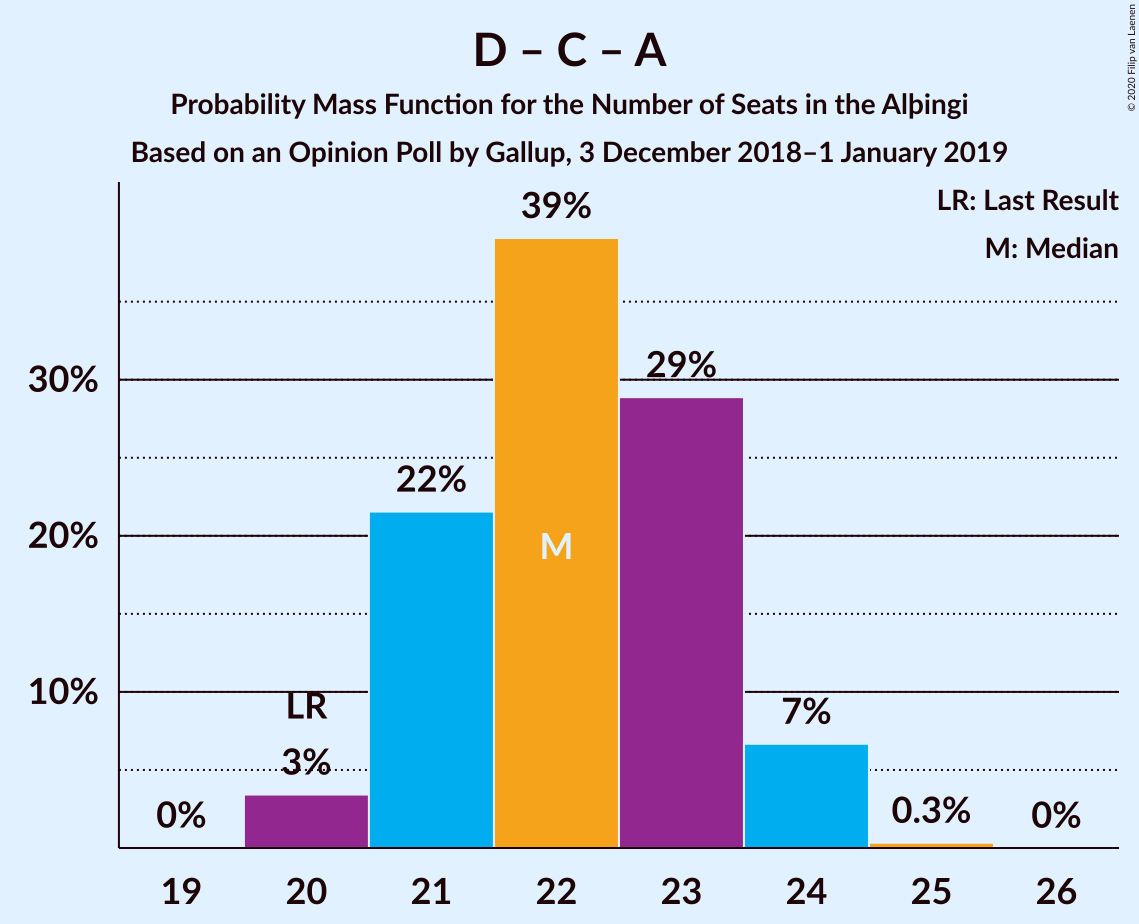 D – C – A
Probability Mass Function for the Number of Seats in the Alþingi
Based on an Opinion Poll by Gallup, 3 December 2018–1 January 2019
© 2020 Filip van Laenen
LR: Last Result
M: Median
39%
30%
29%
22%
20%
M
10%
LR
7%
3%
0%
0.3%
0%
19 20 21 22 23 24 25 26